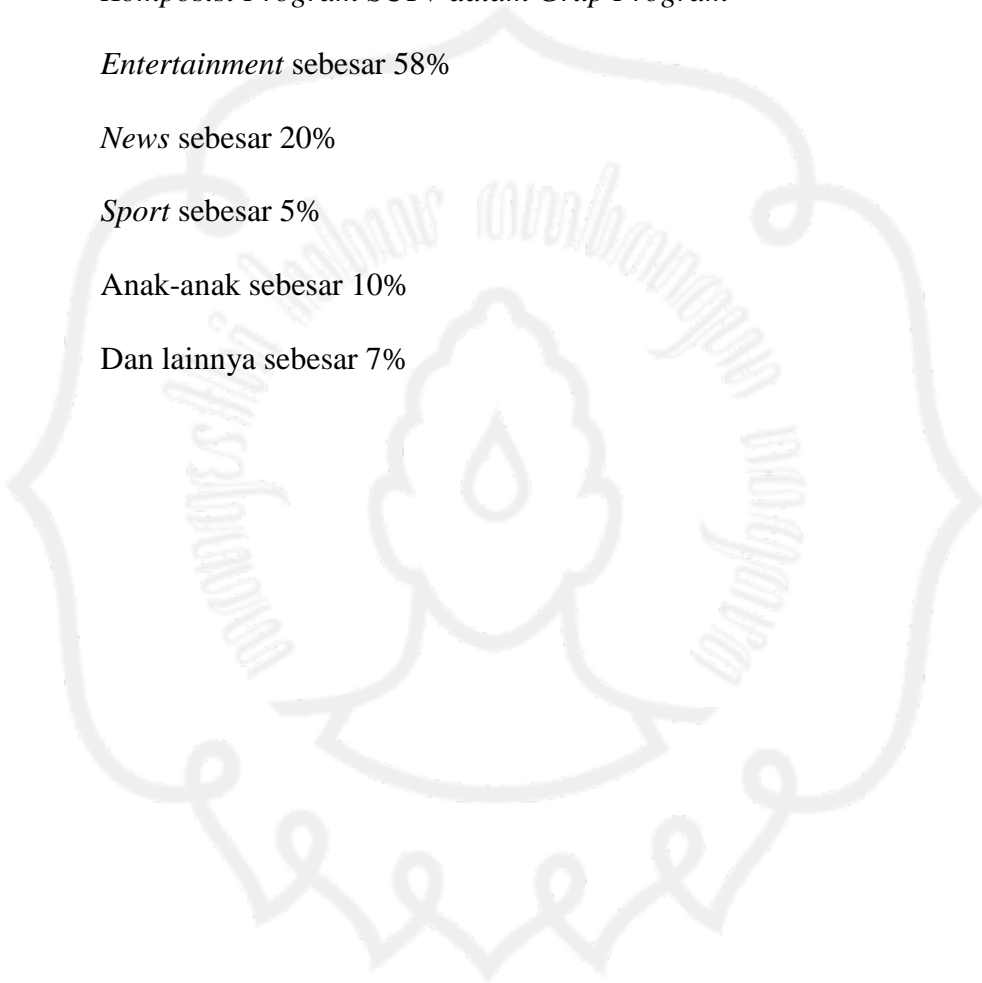 Entertainment sebesar 58%
News sebesar 20%
Sport sebesar 5%
Anak-anak sebesar 10%
Dan lainnya sebesar 7%